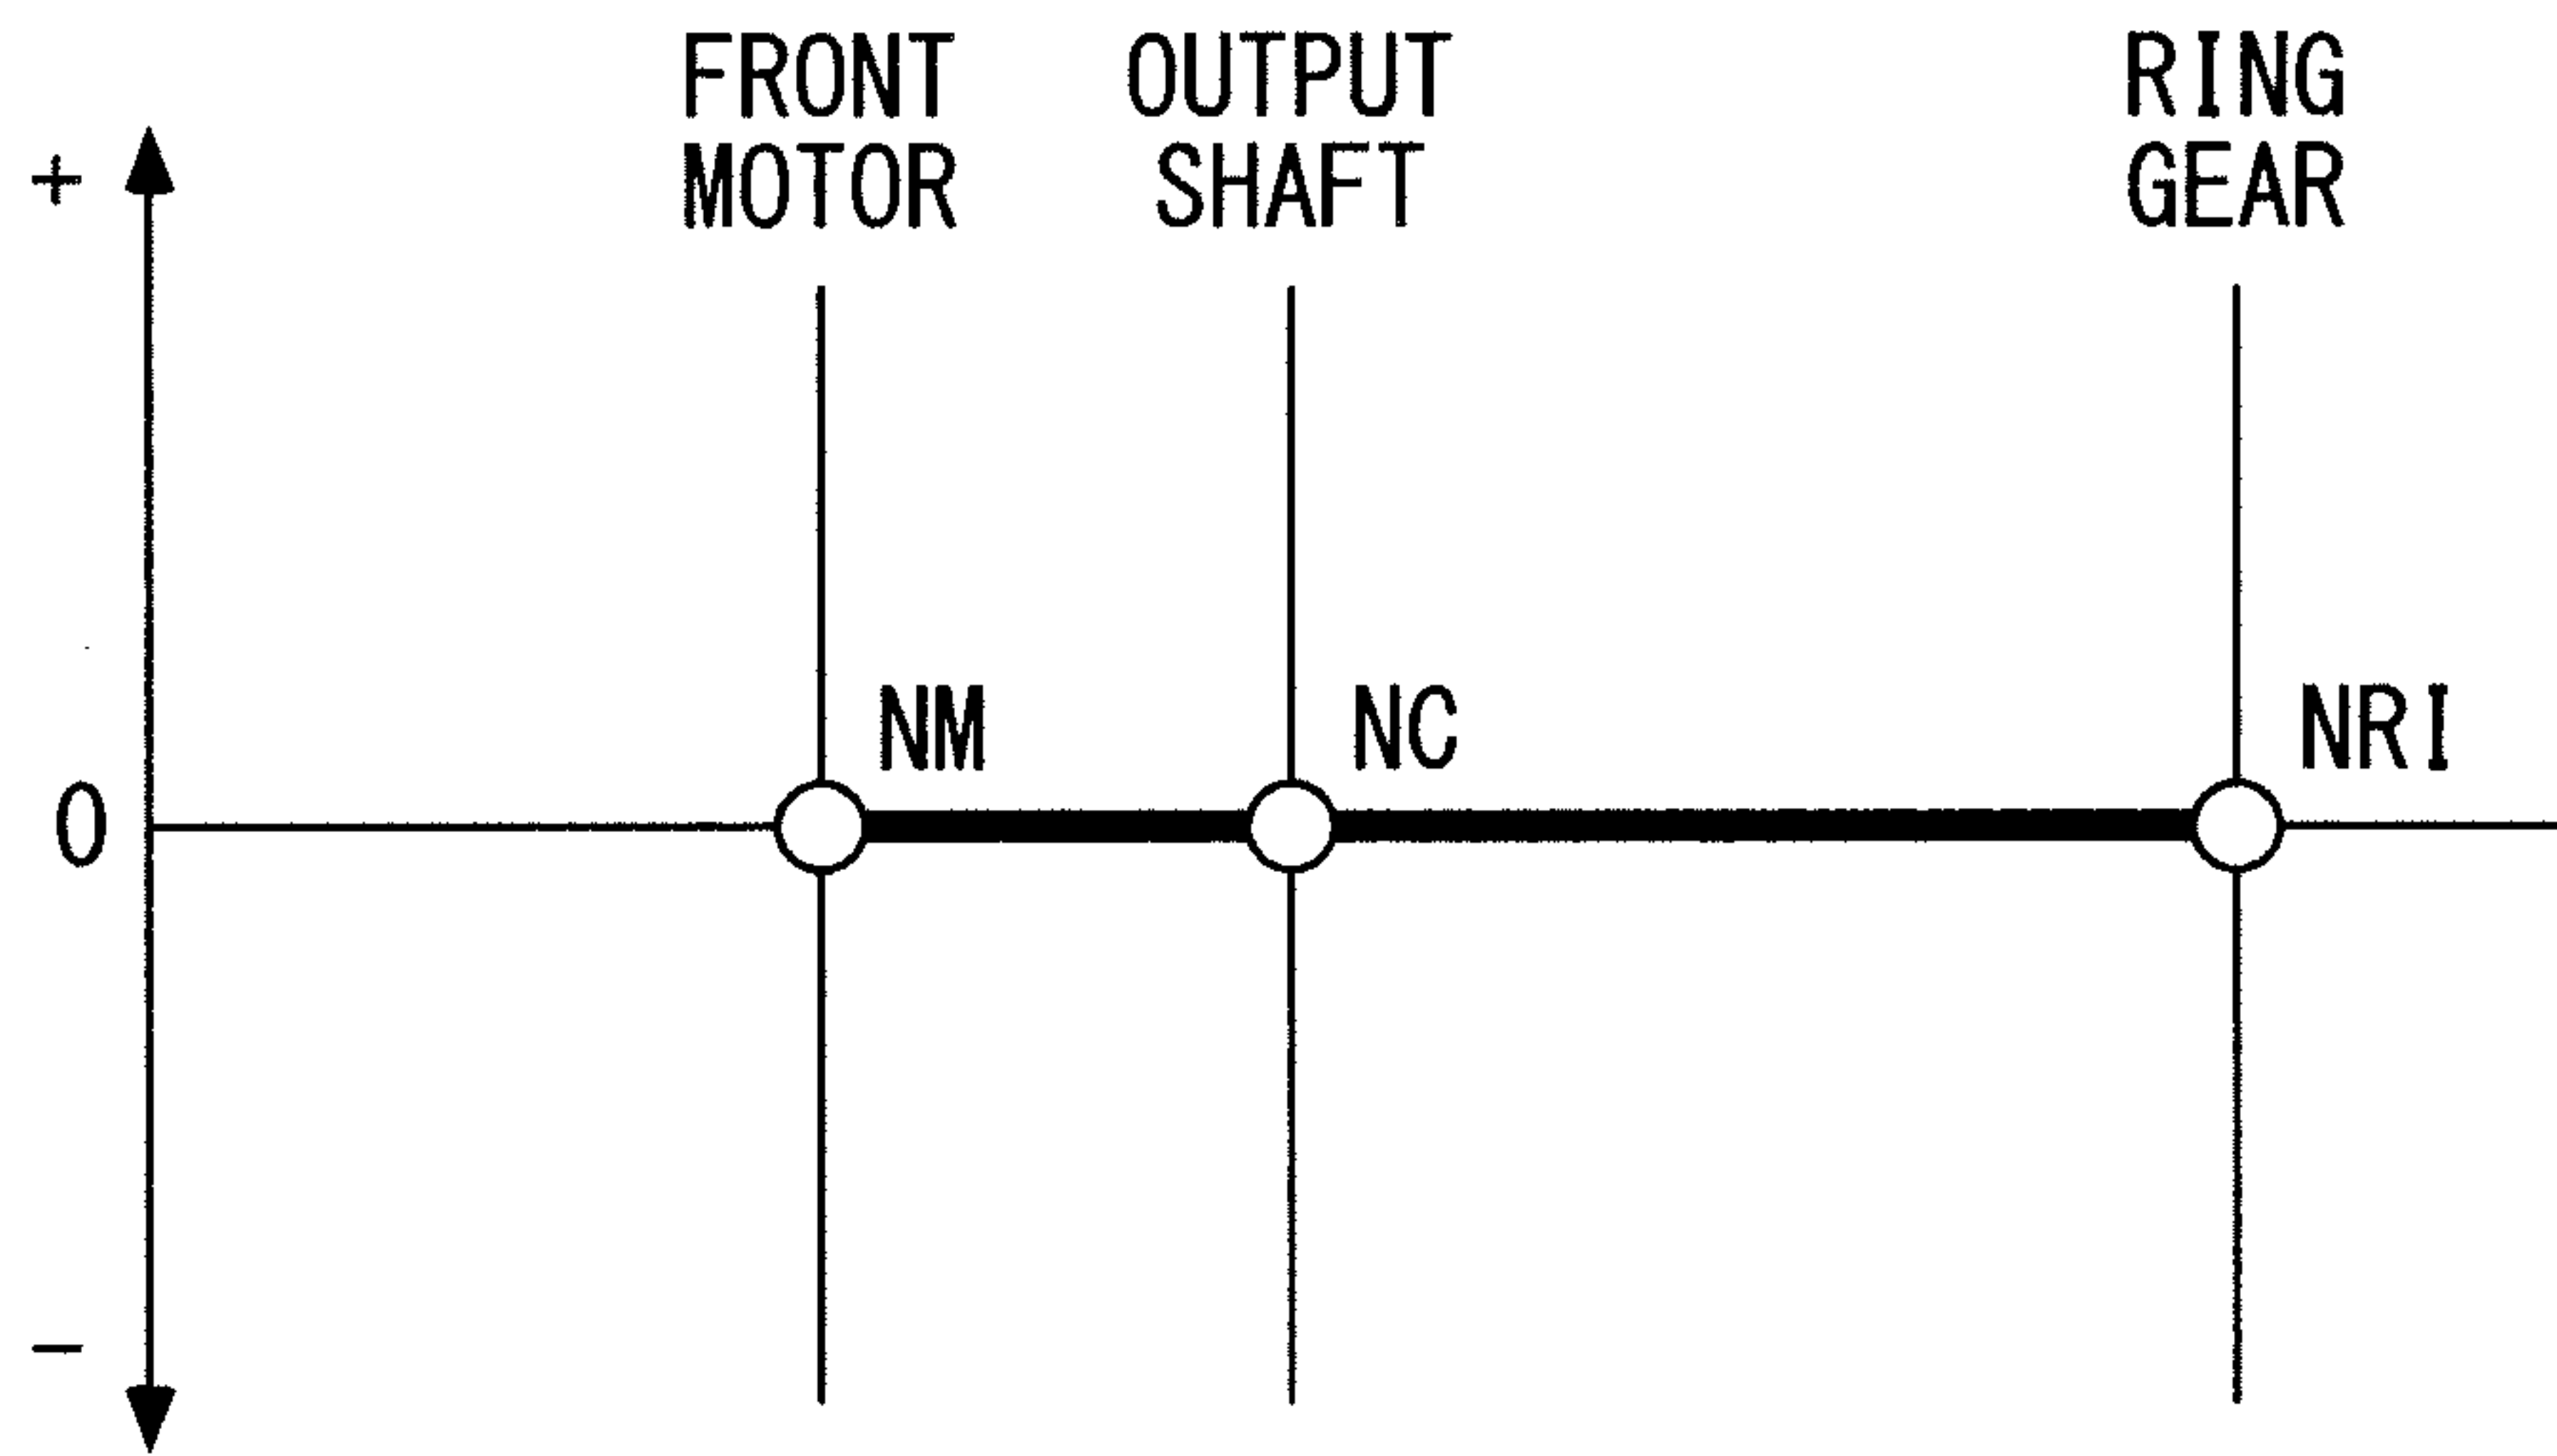 FRONT MOTOR
OUTPUT SHAFT
RING GEAR
+
NM
NC
NRI
0
−